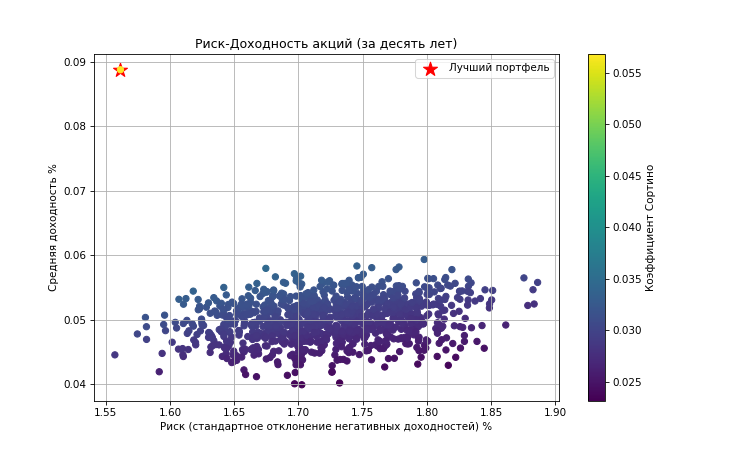 Риск-Доходность акций (за десять лет)
Лучший портфель
Средняя доходность %
0.09
0.08
0.07
0.06
0.05
0.04
1.55 1.60 1.65 1.70 1.75 1.80 1.85 1.90
Риск (стандартное отклонение негативных доходностей) %
0.055
0.050
0.045
0.040
0.035
0.030
0.025
Коэффициент Сортино